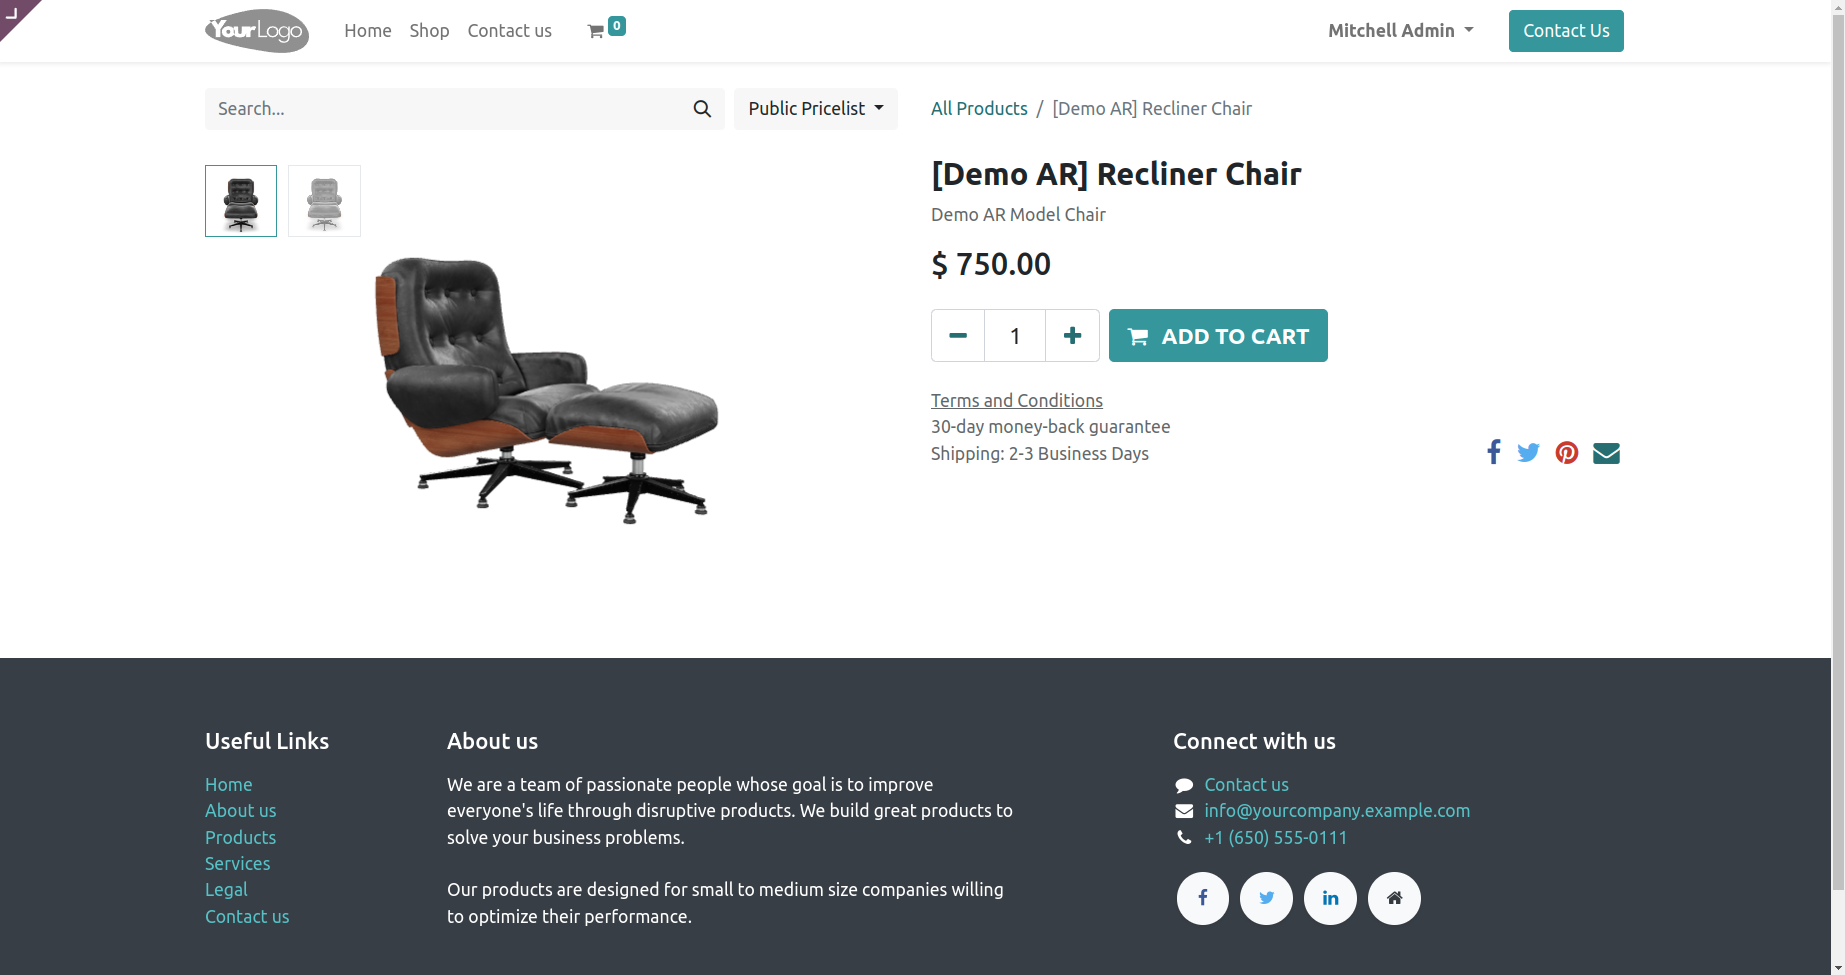 YourLogo
Home
Shop
Contact us
0
Mitchell Admin
Contact Us
Search...
Public Pricelist
All Products / [Demo AR] Recliner Chair
[Demo AR] Recliner Chair
Demo AR Model Chair
$ 750.00
1
ADD TO CART
Terms and Conditions
30-day money-back guarantee
Shipping: 2-3 Business Days
Useful Links
Home
About us
Products
Services
Legal
Contact us
About us
We are a team of passionate people whose goal is to improve
everyone's life through disruptive products. We build great products to
solve your business problems.
Our products are designed for small to medium size companies willing
to optimize their performance.
Connect with us
Contact us
info@yourcompany.example.com
+1 (650) 555-0111